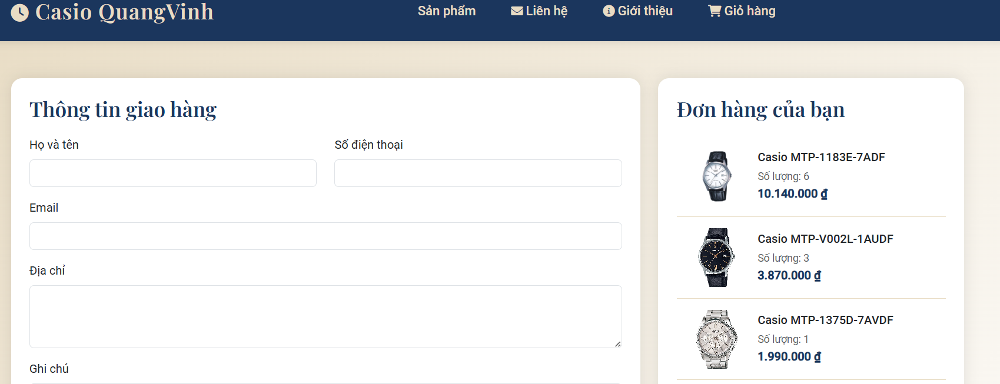 Casio QuangVinh
Sản phẩm
Liên hệ
Giới thiệu
Giỏ hàng
Thông tin giao hàng
Họ và tên
Số điện thoại
Email
Địa chỉ
Ghi chú
Đơn hàng của bạn
Casio MTP-1183E-7ADF
Số lượng: 6
10.140.000 ₫
Casio MTP-V002L-1AUDF
Số lượng: 3
3.870.000 ₫
Casio MTP-1375D-7AVDF
Số lượng: 1
1.990.000 ₫